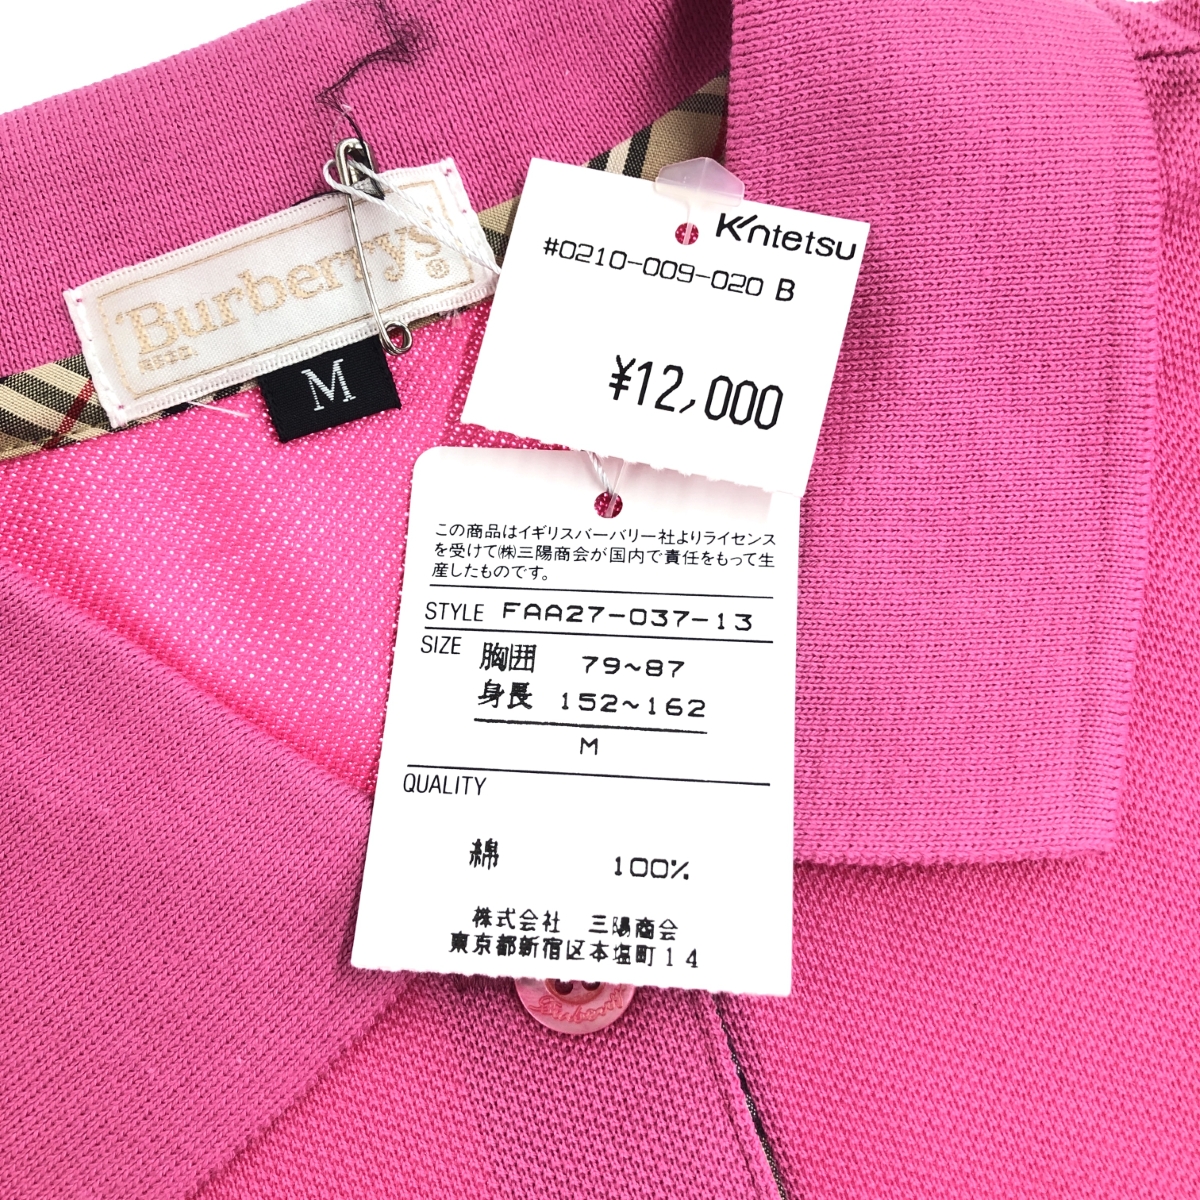 Burberrys®
REGD.
M
Kintetsu
#0210-009-020 B
¥12,000
この商品はイギリスバーバリー社よりライセンス
を受けて㈱三陽商会が国内で責任をもって生
産したものです。
STYLE FAA27-037-13
SIZE 胸囲 79~87
身長 152~162
M
QUALITY
綿 100%
株式会社 三陽商会
東京都新宿区本塩町14